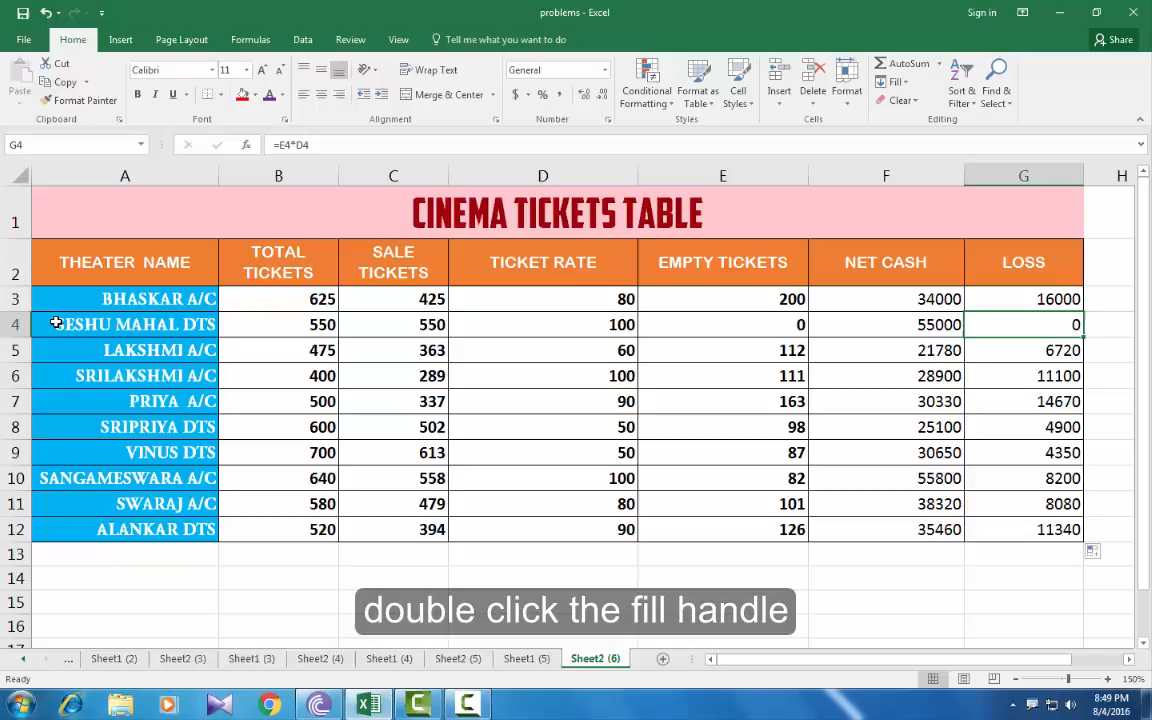 problems - Excel
Sign in
File Home Insert Page Layout Formulas Data Review View Tell me what you want to do Share
Paste
Cut
Copy
Format Painter
Clipboard
Calibri 11
B I U
Font
Wrap Text
Merge & Center
Alignment
General
$ % ,
Number
Conditional Formatting
Format as Table
Cell Styles
Styles
Insert Delete Format
Cells
AutoSum
Fill
Clear
Sort & Filter
Find & Select
Editing
G4 fx =E4*D4
A B C D E F G H
1 CINEMA TICKETS TABLE
2 THEATER NAME TOTAL TICKETS SALE TICKETS TICKET RATE EMPTY TICKETS NET CASH LOSS
3 BHASKAR A/C 625 425 80 200 34000 16000
4 ESHU MAHAL DTS 550 550 100 0 55000 0
5 LAKSHMI A/C 475 363 60 112 21780 6720
6 SRILAKSHMI A/C 400 289 100 111 28900 11100
7 PRIYA A/C 500 337 90 163 30330 14670
8 SRIPRIYA DTS 600 502 50 98 25100 4900
9 VINUS DTS 700 613 50 87 30650 4350
10 SANGAMESWARA A/C 640 558 100 82 55800 8200
11 SWARAJ A/C 580 479 80 101 38320 8080
12 ALANKAR DTS 520 394 90 126 35460 11340
13
14
15
16
double click the fill handle
... Sheet1 (2) Sheet2 (3) Sheet1 (3) Sheet2 (4) Sheet1 (4) Sheet2 (5) Sheet1 (5) Sheet2 (6)
Ready
150%
8:49 PM
8/4/2016